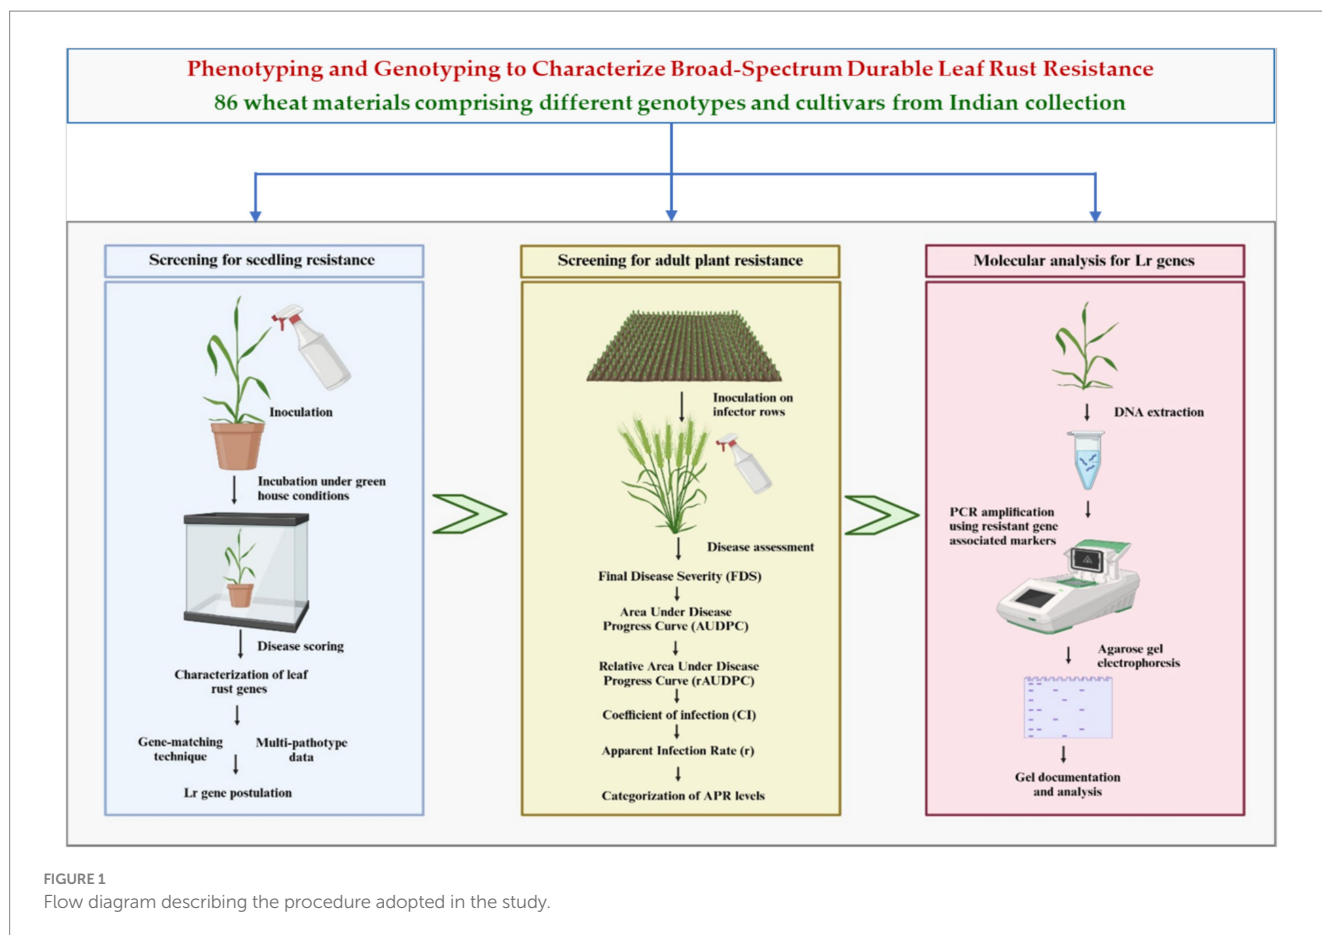 Phenotyping and Genotyping to Characterize Broad-Spectrum Durable Leaf Rust Resistance
86 wheat materials comprising different genotypes and cultivars from Indian collection
Screening for seedling resistance
Inoculation
Incubation under green
house conditions
Disease scoring
Characterization of leaf
rust genes
Gene-matching
technique
Multi-pathotype
data
Lr gene postulation
Screening for adult plant resistance
Inoculation on
infector rows
Disease assessment
Final Disease Severity (FDS)
Area Under Disease
Progress Curve (AUDPC)
Relative Area Under Disease
Progress Curve (rAUDPC)
Coefficient of infection (CI)
Apparent Infection Rate (r)
Categorization of APR levels
Molecular analysis for Lr genes
DNA extraction
PCR amplification
using resistant gene
associated markers
Agarose gel
electrophoresis
Gel documentation
and analysis
FIGURE 1
Flow diagram describing the procedure adopted in the study.